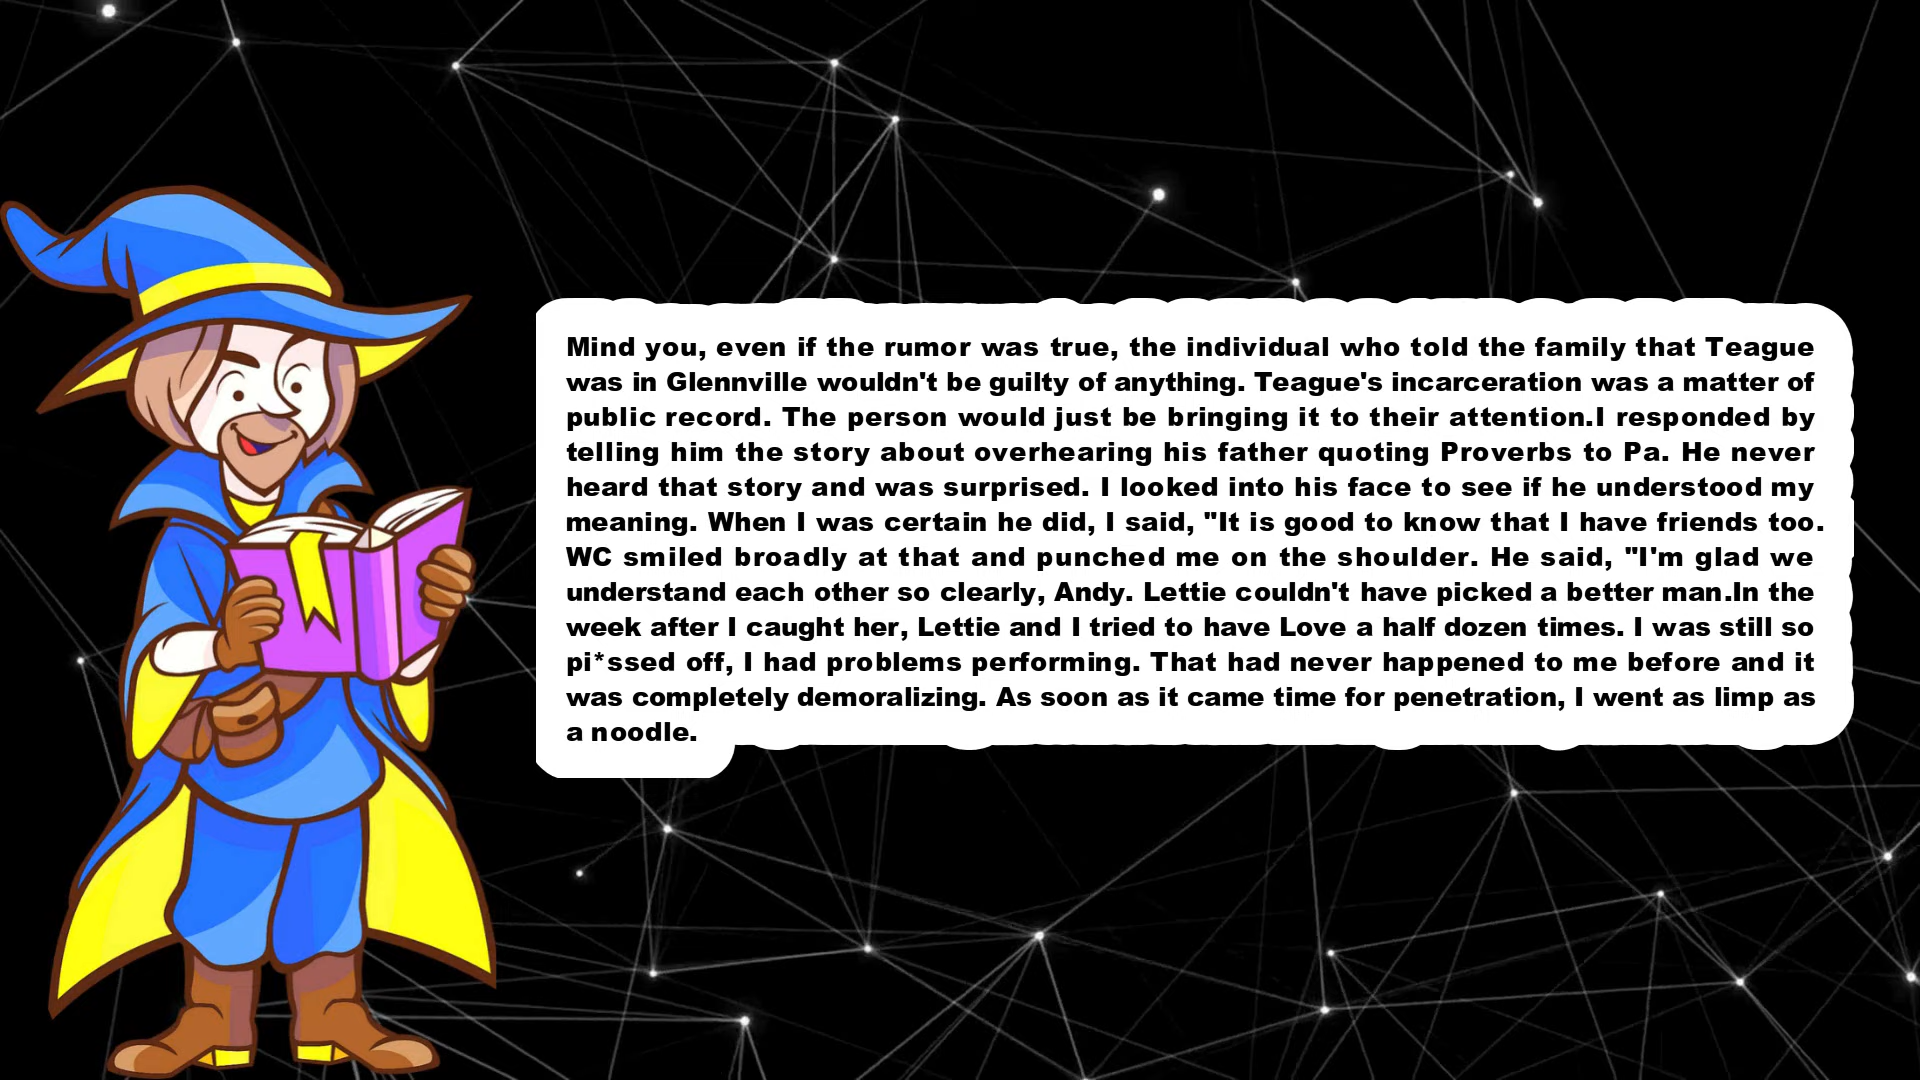 Mind you, even if the rumor was true, the individual who told the family that Teague
was in Glennville wouldn't be guilty of anything. Teague's incarceration was a matter of
public record. The person would just be bringing it to their attention.I responded by
telling him the story about overhearing his father quoting Proverbs to Pa. He never
heard that story and was surprised. I looked into his face to see if he understood my
meaning. When I was certain he did, I said, "It is good to know that I have friends too.
WC smiled broadly at that and punched me on the shoulder. He said, "I'm glad we
understand each other so clearly, Andy. Lettie couldn't have picked a better man.In the
week after I caught her, Lettie and I tried to have Love a half dozen times. I was still so
pi*ssed off, I had problems performing. That had never happened to me before and it
was completely demoralizing. As soon as it came time for penetration, I went as limp as
a noodle.